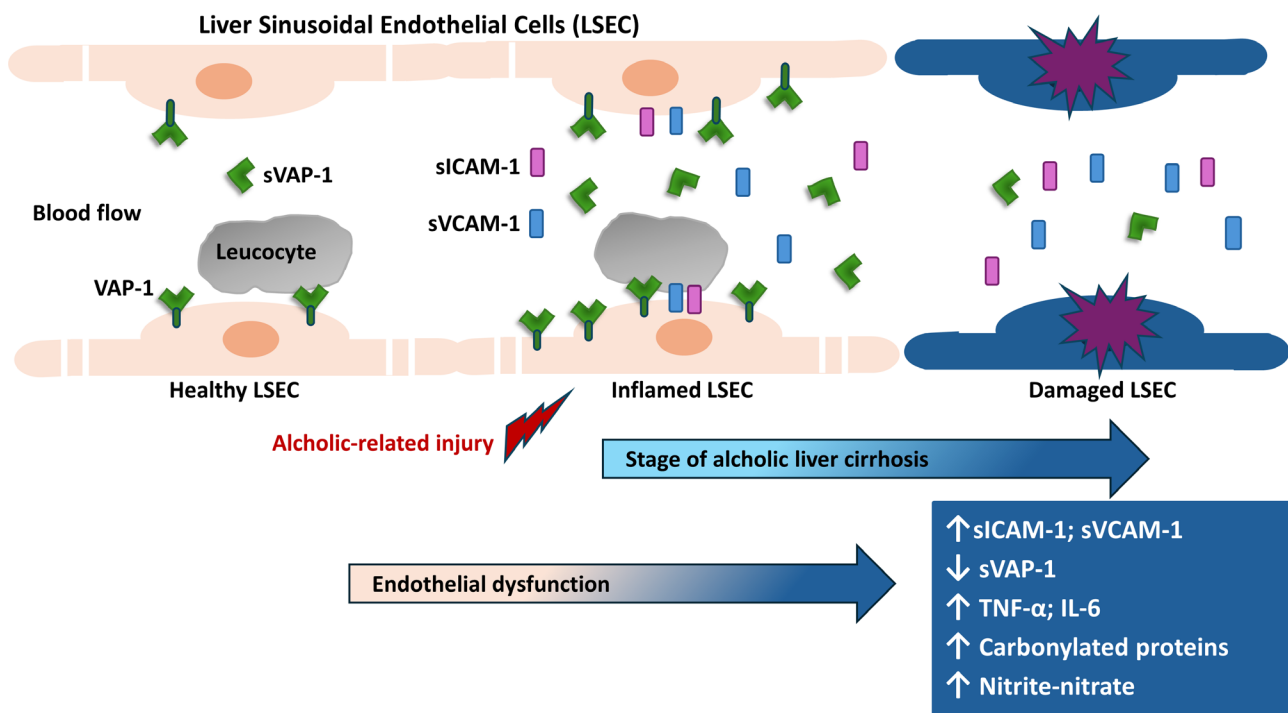 Liver Sinusoidal Endothelial Cells (LSEC)
sVAP-1
sICAM-1
Blood flow
sVCAM-1
Leucocyte
VAP-1
Healthy LSEC
Inflamed LSEC
Damaged LSEC
Alcholic-related injury
Stage of alcholic liver cirrhosis
↑sICAM-1; sVCAM-1
↓ sVAP-1
Endothelial dysfunction
↑ TNF-α; IL-6
↑ Carbonylated proteins
↑ Nitrite-nitrate